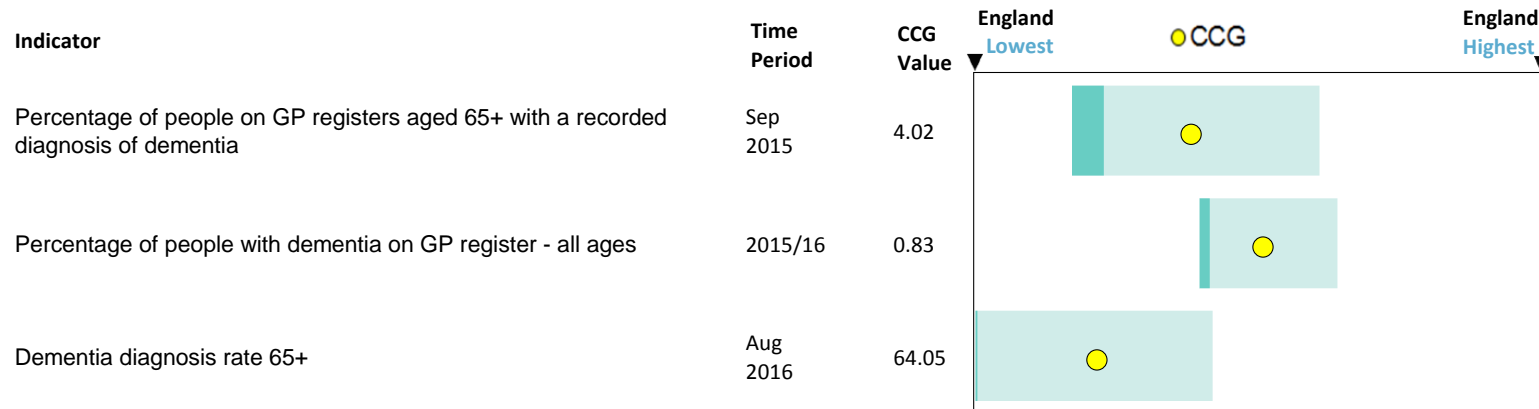 Indicator
Time
Period
CCG
Value
England
Lowest
CCG
England
Highest
Percentage of people on GP registers aged 65+ with a recorded
diagnosis of dementia
Sep
2015
4.02
Percentage of people with dementia on GP register - all ages
2015/16
0.83
Dementia diagnosis rate 65+
Aug
2016
64.05